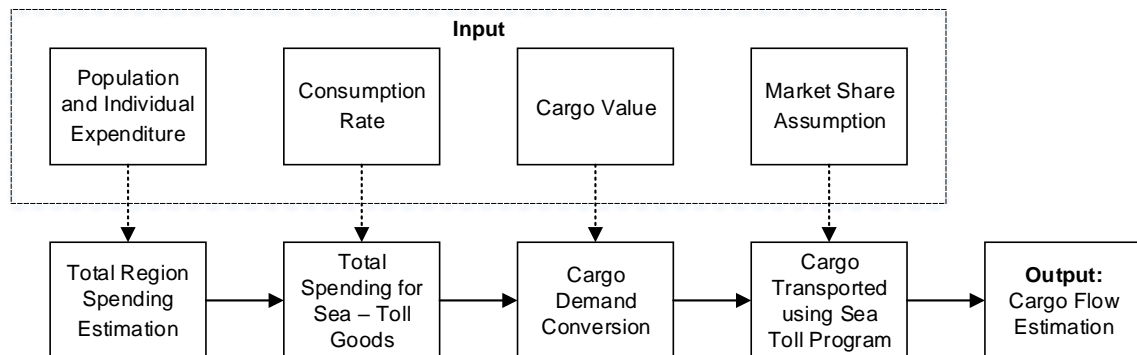 Input
Population
and Individual
Expenditure
Consumption
Rate
Cargo Value
Market Share
Assumption
Total Region
Spending
Estimation
Total
Spending for
Sea – Toll
Goods
Cargo
Demand
Conversion
Cargo
Transported
using Sea
Toll Program
Output:
Cargo Flow
Estimation